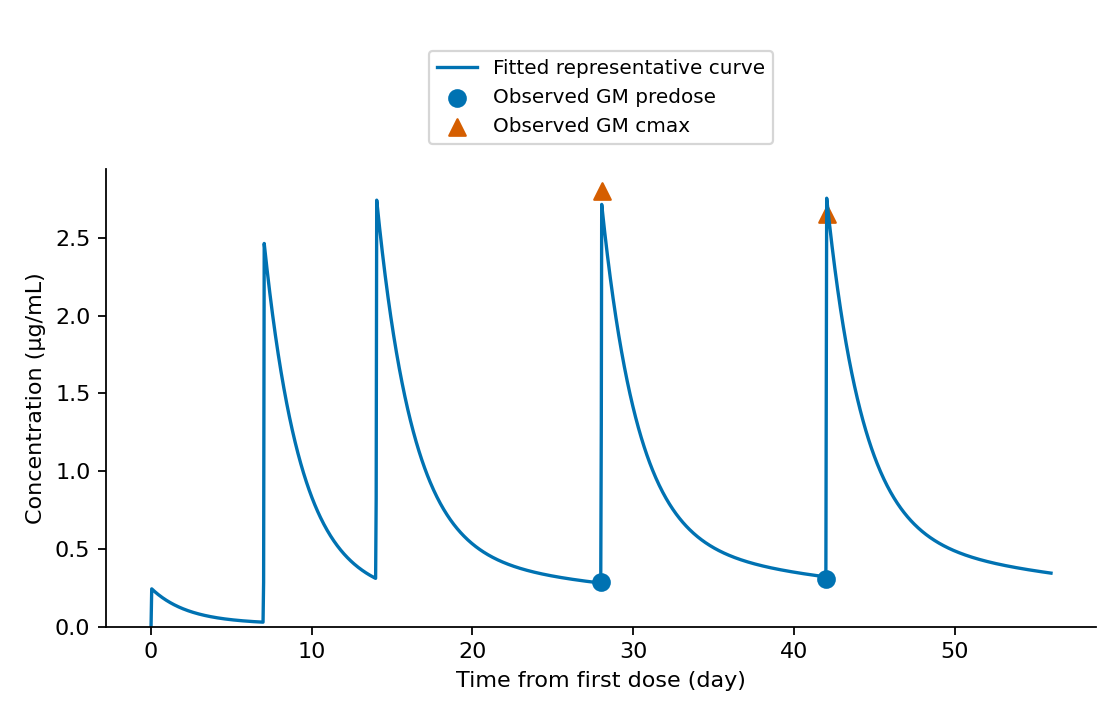 Fitted representative curve
Observed GM predose
Observed GM cmax
Concentration (µg/mL)
2.5
2.0
1.5
1.0
0.5
0.0
0 10 20 30 40 50
Time from first dose (day)